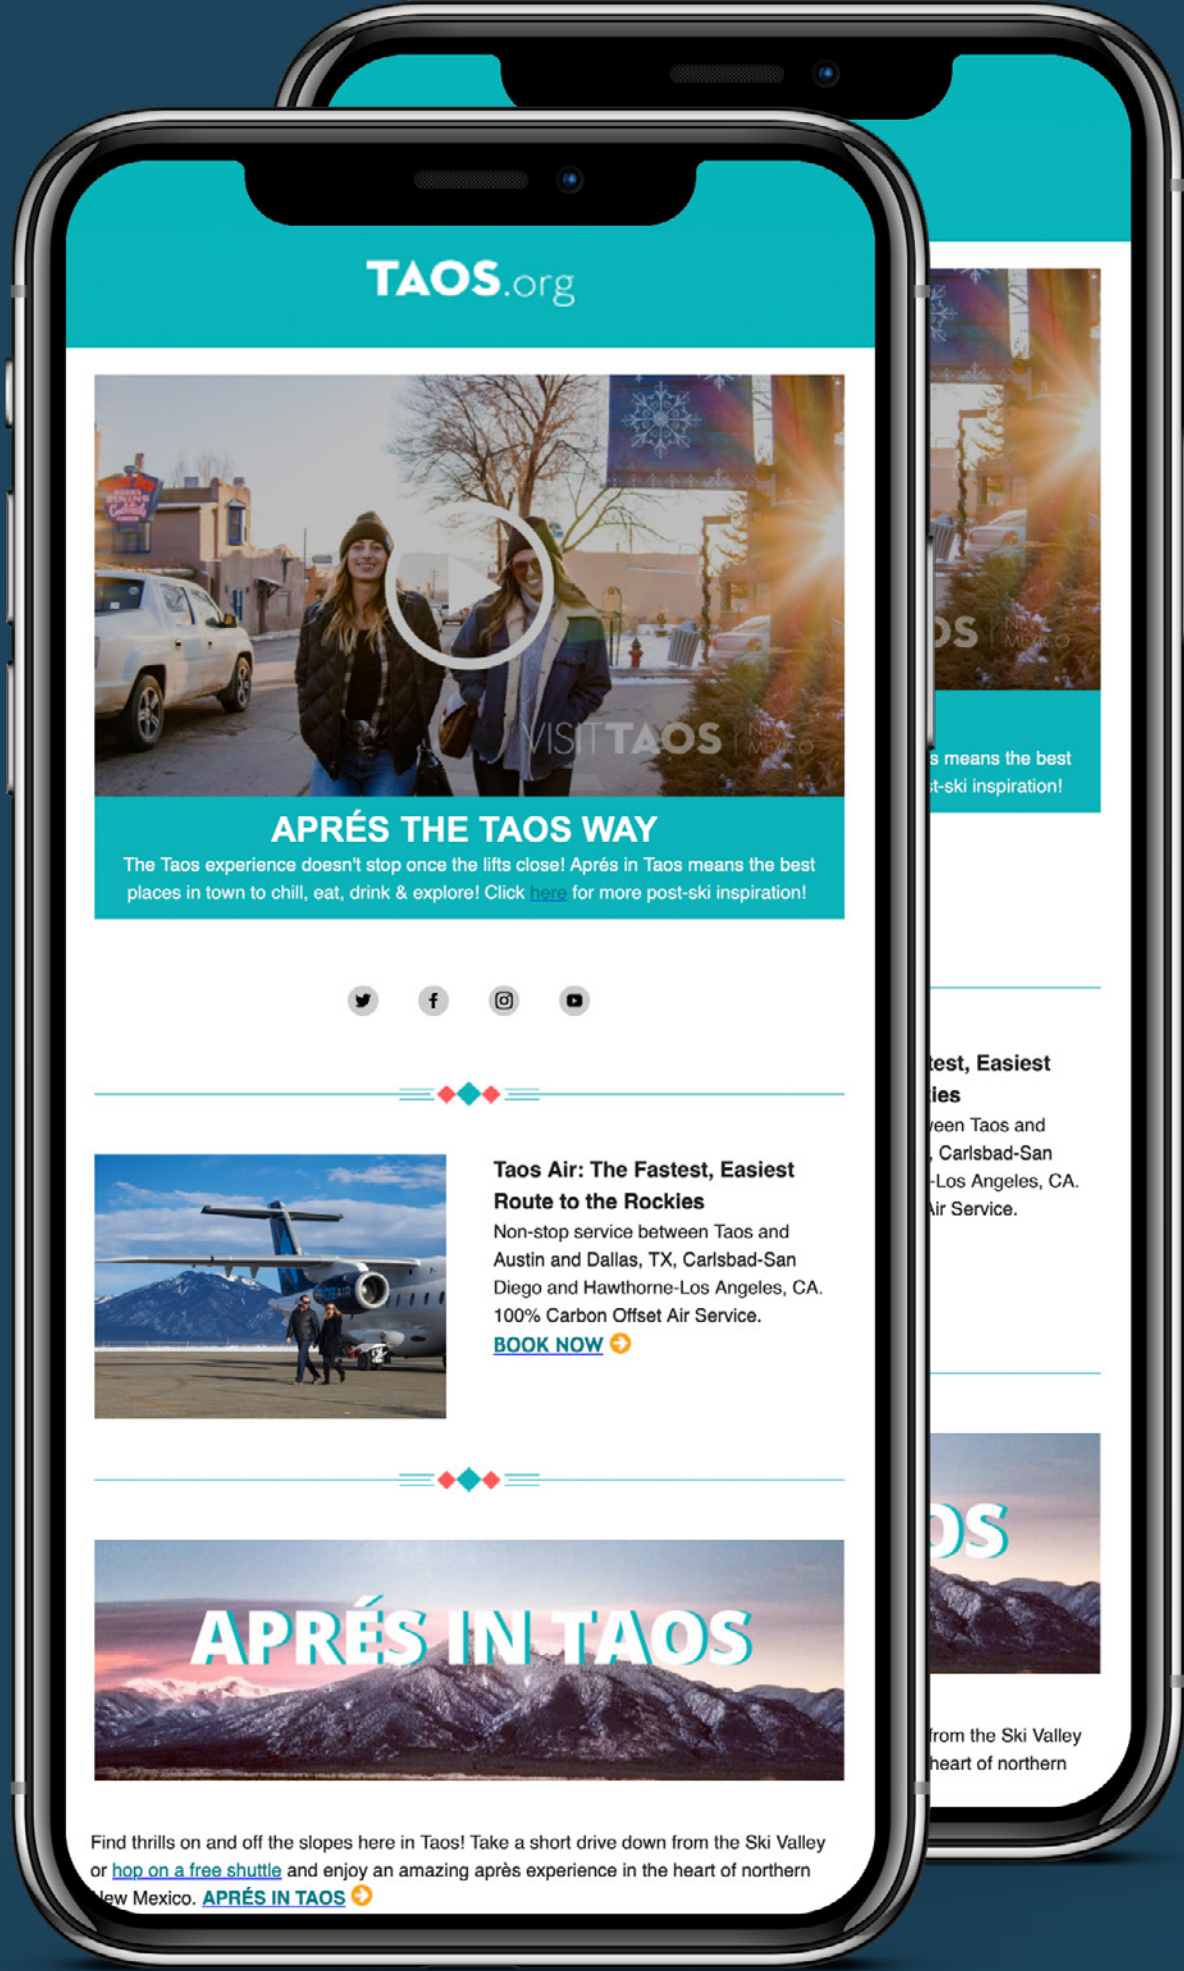 TAOS.org
VISIT TAOS | NEW MEXICO
APRÉS THE TAOS WAY
The Taos experience doesn't stop once the lifts close! Aprés in Taos means the best
places in town to chill, eat, drink & explore! Click here for more post-ski inspiration!
Taos Air: The Fastest, Easiest
Route to the Rockies
Non-stop service between Taos and
Austin and Dallas, TX, Carlsbad-San
Diego and Hawthorne-Los Angeles, CA.
100% Carbon Offset Air Service.
BOOK NOW
APRÉS IN TAOS
Find thrills on and off the slopes here in Taos! Take a short drive down from the Ski Valley
or hop on a free shuttle and enjoy an amazing après experience in the heart of northern
New Mexico. APRÉS IN TAOS
OS | NEW MEXICO
s means the best
t-ski inspiration!
test, Easiest
ies
een Taos and
, Carlsbad-San
-Los Angeles, CA.
Air Service.
OS
from the Ski Valley
heart of northern